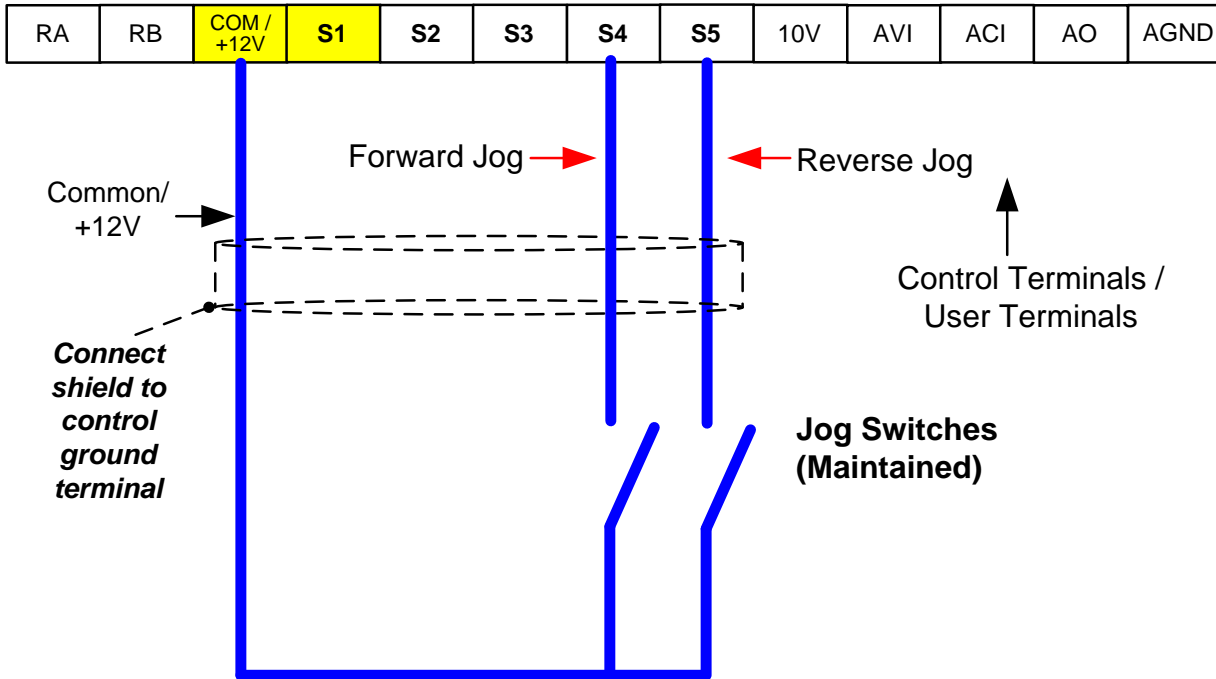 RA RB COM / +12V S1 S2 S3 S4 S5 10V AVI ACI AO AGND
Forward Jog
Reverse Jog
Common/
+12V
Control Terminals /
User Terminals
Connect
shield to
control
ground
terminal
Jog Switches
(Maintained)